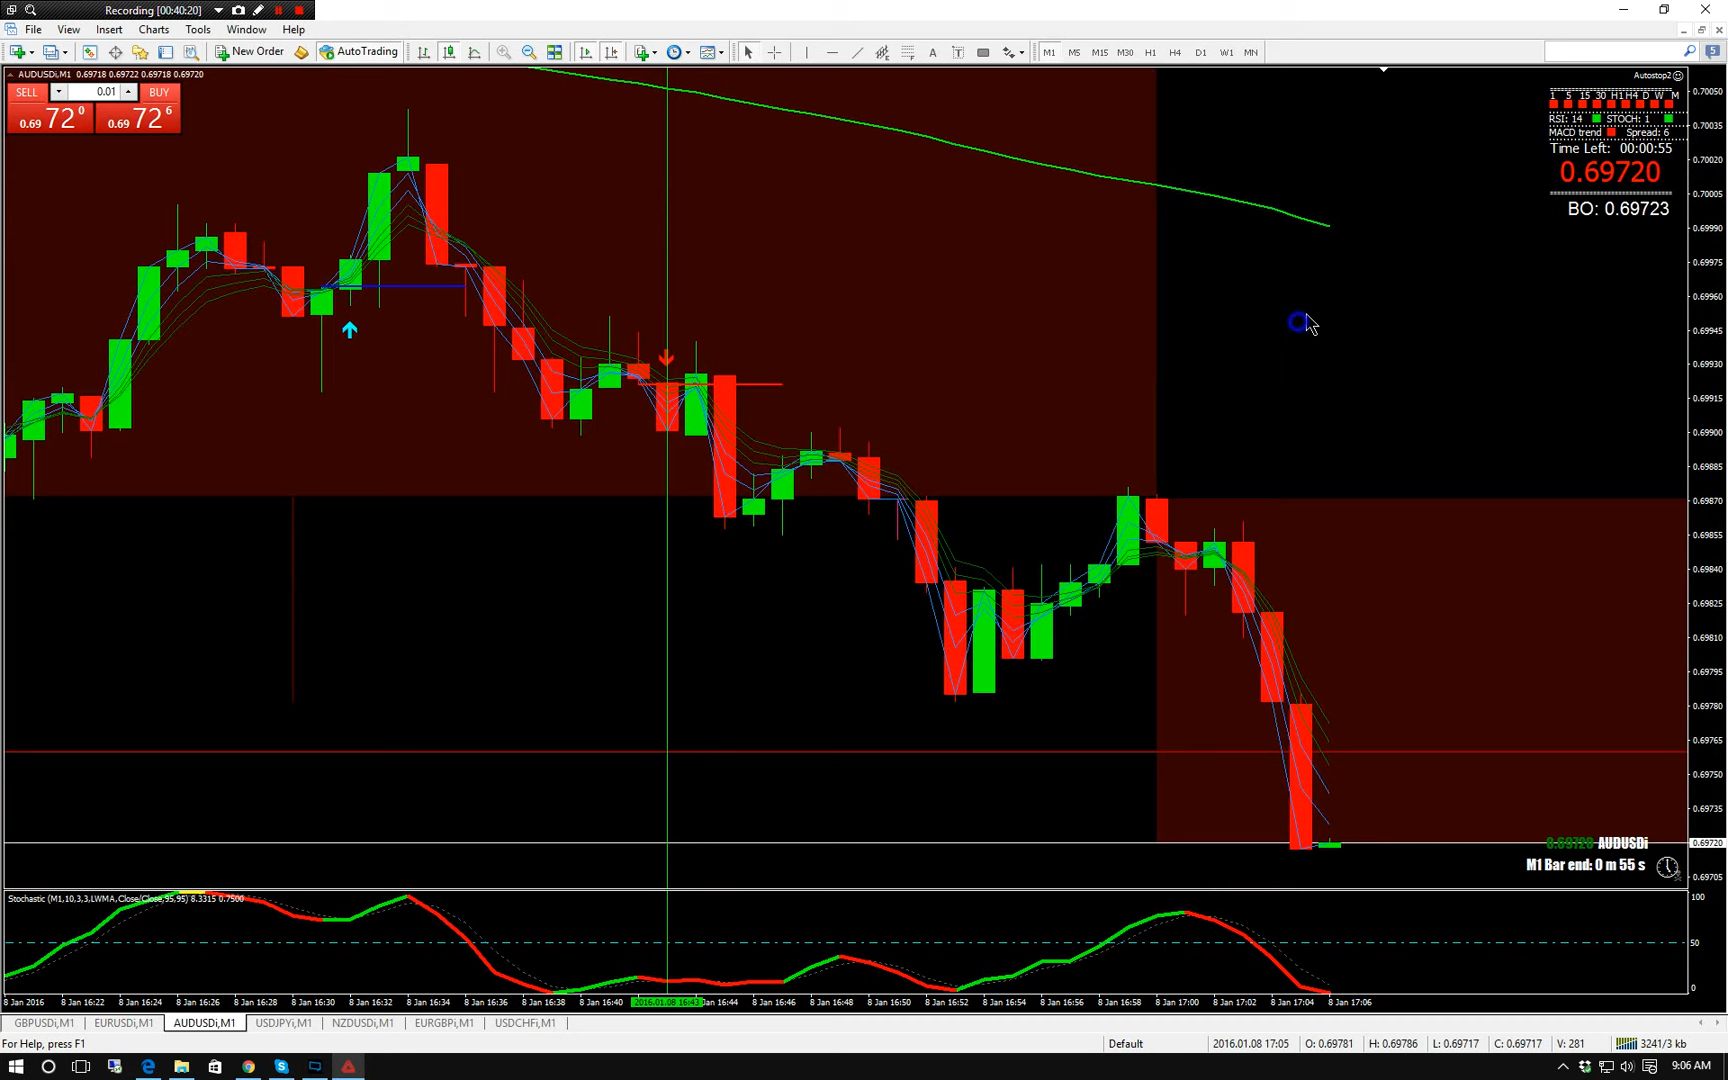 Recording [00:40:20]
File View Insert Charts Tools Window Help
New Order AutoTrading M1 M5 M15 M30 H1 H4 D1 W1 MN 5
AUDUSDi,M1 0.69718 0.69722 0.69718 0.69720
Autostop2
SELL 0.01 BUY
0.69 72 0 0.69 72 6
1 5 15 30 H1 H4 D W M
RSI: 14 STOCH: 1
MACD trend Spread: 6
Time Left: 00:00:55
0.69720
BO: 0.69723
0.70050
0.70035
0.70020
0.70005
0.69990
0.69975
0.69960
0.69945
0.69930
0.69915
0.69900
0.69885
0.69870
0.69855
0.69840
0.69825
0.69810
0.69795
0.69780
0.69765
0.69750
0.69735
0.69720
0.69705
0.69720 AUDUSDi
M1 Bar end: 0 m 55 s
Stochastic (M1,10,3,3,LWMA,Close/Close,95,95) 8.3315 0.7500
100
50
0
8 Jan 2016 8 Jan 16:22 8 Jan 16:24 8 Jan 16:26 8 Jan 16:28 8 Jan 16:30 8 Jan 16:32 8 Jan 16:34 8 Jan 16:36 8 Jan 16:38 8 Jan 16:40 2016.01.08 16:43 Jan 16:44 8 Jan 16:46 8 Jan 16:48 8 Jan 16:50 8 Jan 16:52 8 Jan 16:54 8 Jan 16:56 8 Jan 16:58 8 Jan 17:00 8 Jan 17:02 8 Jan 17:04 8 Jan 17:06
GBPUSDi,M1 EURUSDi,M1 AUDUSDi,M1 USDJPYi,M1 NZDUSDi,M1 EURGBPi,M1 USDCHFi,M1
For Help, press F1 Default 2016.01.08 17:05 O: 0.69781 H: 0.69786 L: 0.69717 C: 0.69717 V: 281 3241/3 kb
9:06 AM